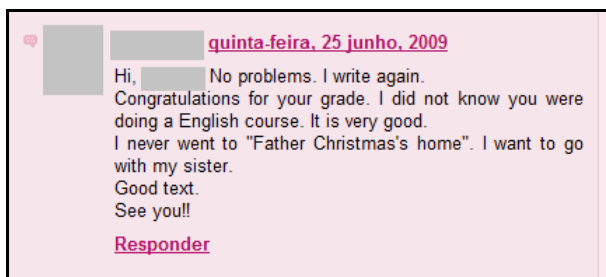 quinta-feira, 25 junho, 2009
Hi, No problems. I write again.
Congratulations for your grade. I did not know you were
doing a English course. It is very good.
I never went to "Father Christmas's home". I want to go
with my sister.
Good text.
See you!!
Responder